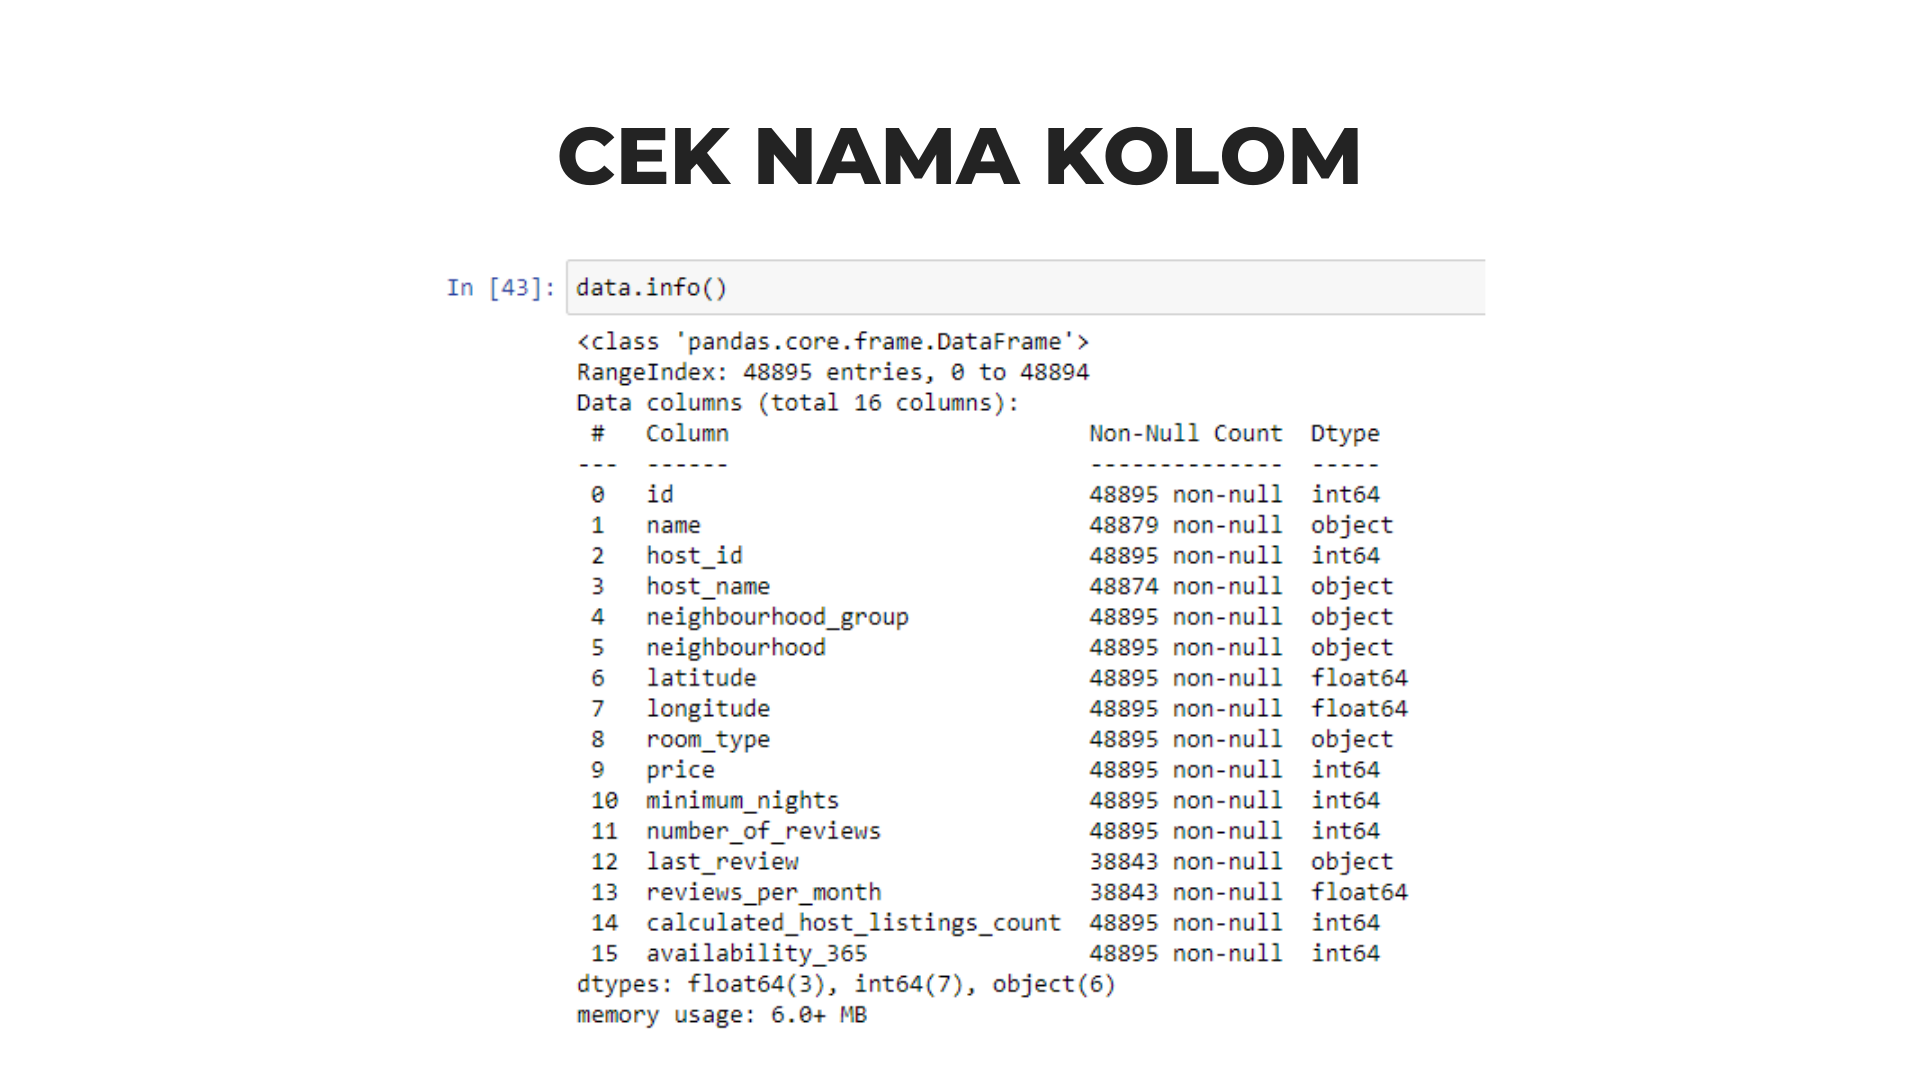 CEK NAMA KOLOM
In [43]: data.info()
<class 'pandas.core.frame.DataFrame'>
RangeIndex: 48895 entries, 0 to 48894
Data columns (total 16 columns):
 #   Column                          Non-Null Count  Dtype
---  ------                          --------------  -----
 0   id                              48895 non-null  int64
 1   name                            48879 non-null  object
 2   host_id                         48895 non-null  int64
 3   host_name                       48874 non-null  object
 4   neighbourhood_group             48895 non-null  object
 5   neighbourhood                   48895 non-null  object
 6   latitude                        48895 non-null  float64
 7   longitude                       48895 non-null  float64
 8   room_type                       48895 non-null  object
 9   price                           48895 non-null  int64
 10  minimum_nights                  48895 non-null  int64
 11  number_of_reviews               48895 non-null  int64
 12  last_review                     38843 non-null  object
 13  reviews_per_month               38843 non-null  float64
 14  calculated_host_listings_count  48895 non-null  int64
 15  availability_365                48895 non-null  int64
dtypes: float64(3), int64(7), object(6)
memory usage: 6.0+ MB